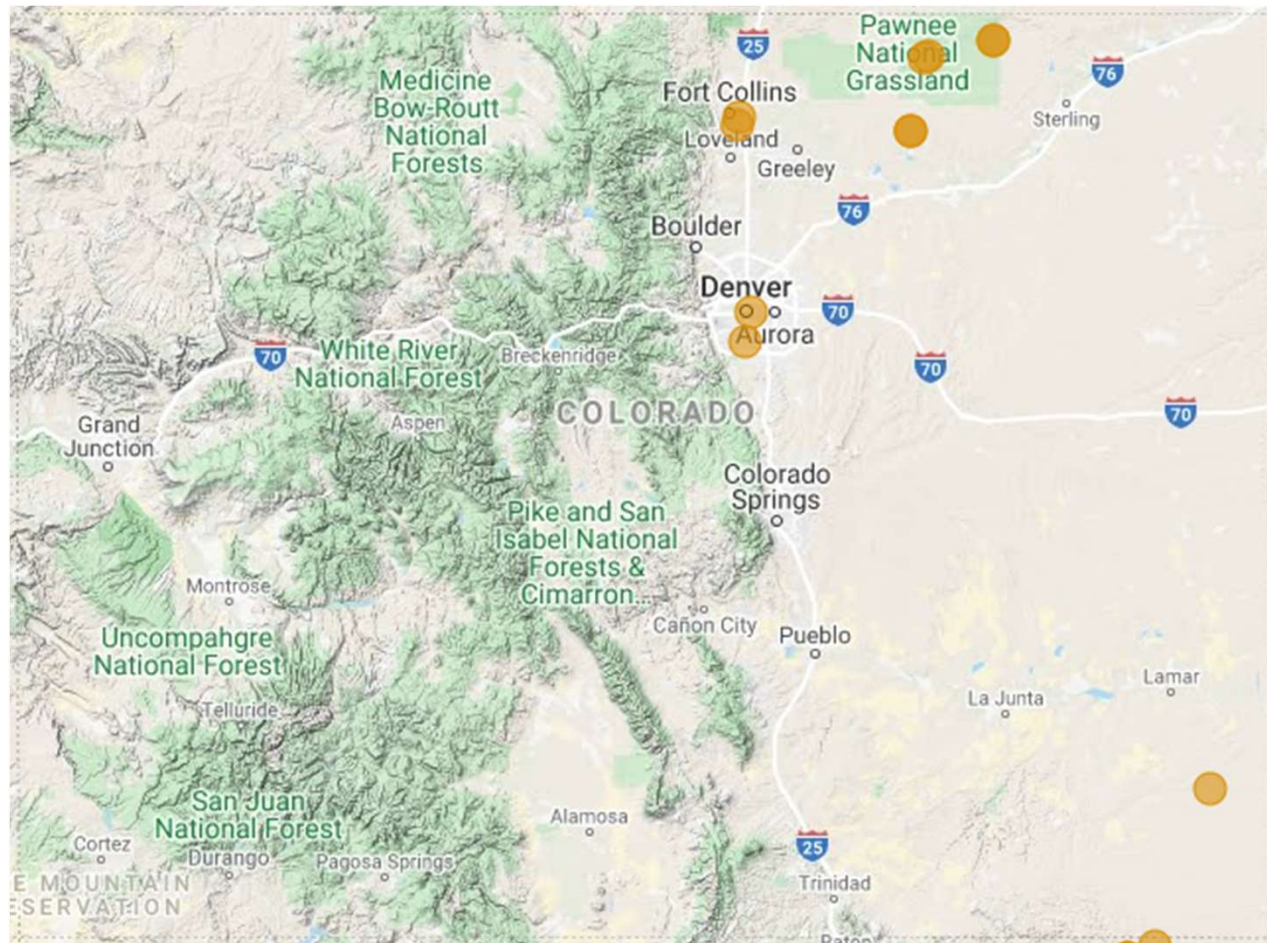 Pawnee
National
Grassland
25
76
Medicine
Bow-Routt
National
Forests
Fort Collins
Sterling
Loveland
Greeley
76
Boulder
Denver
70
Aurora
70
White River
National Forest
Breckenridge
70
COLORADO
70
Aspen
Grand
Junction
Colorado
Springs
Pike and San
Isabel National
Forests &
Cimarron...
Montrose
Cañon City
Pueblo
Uncompahgre
National Forest
Lamar
La Junta
Telluride
San Juan
National Forest
Alamosa
25
Cortez
Durango
Pagosa Springs
Trinidad
E MOUNTAIN
ESERVATION
Raton